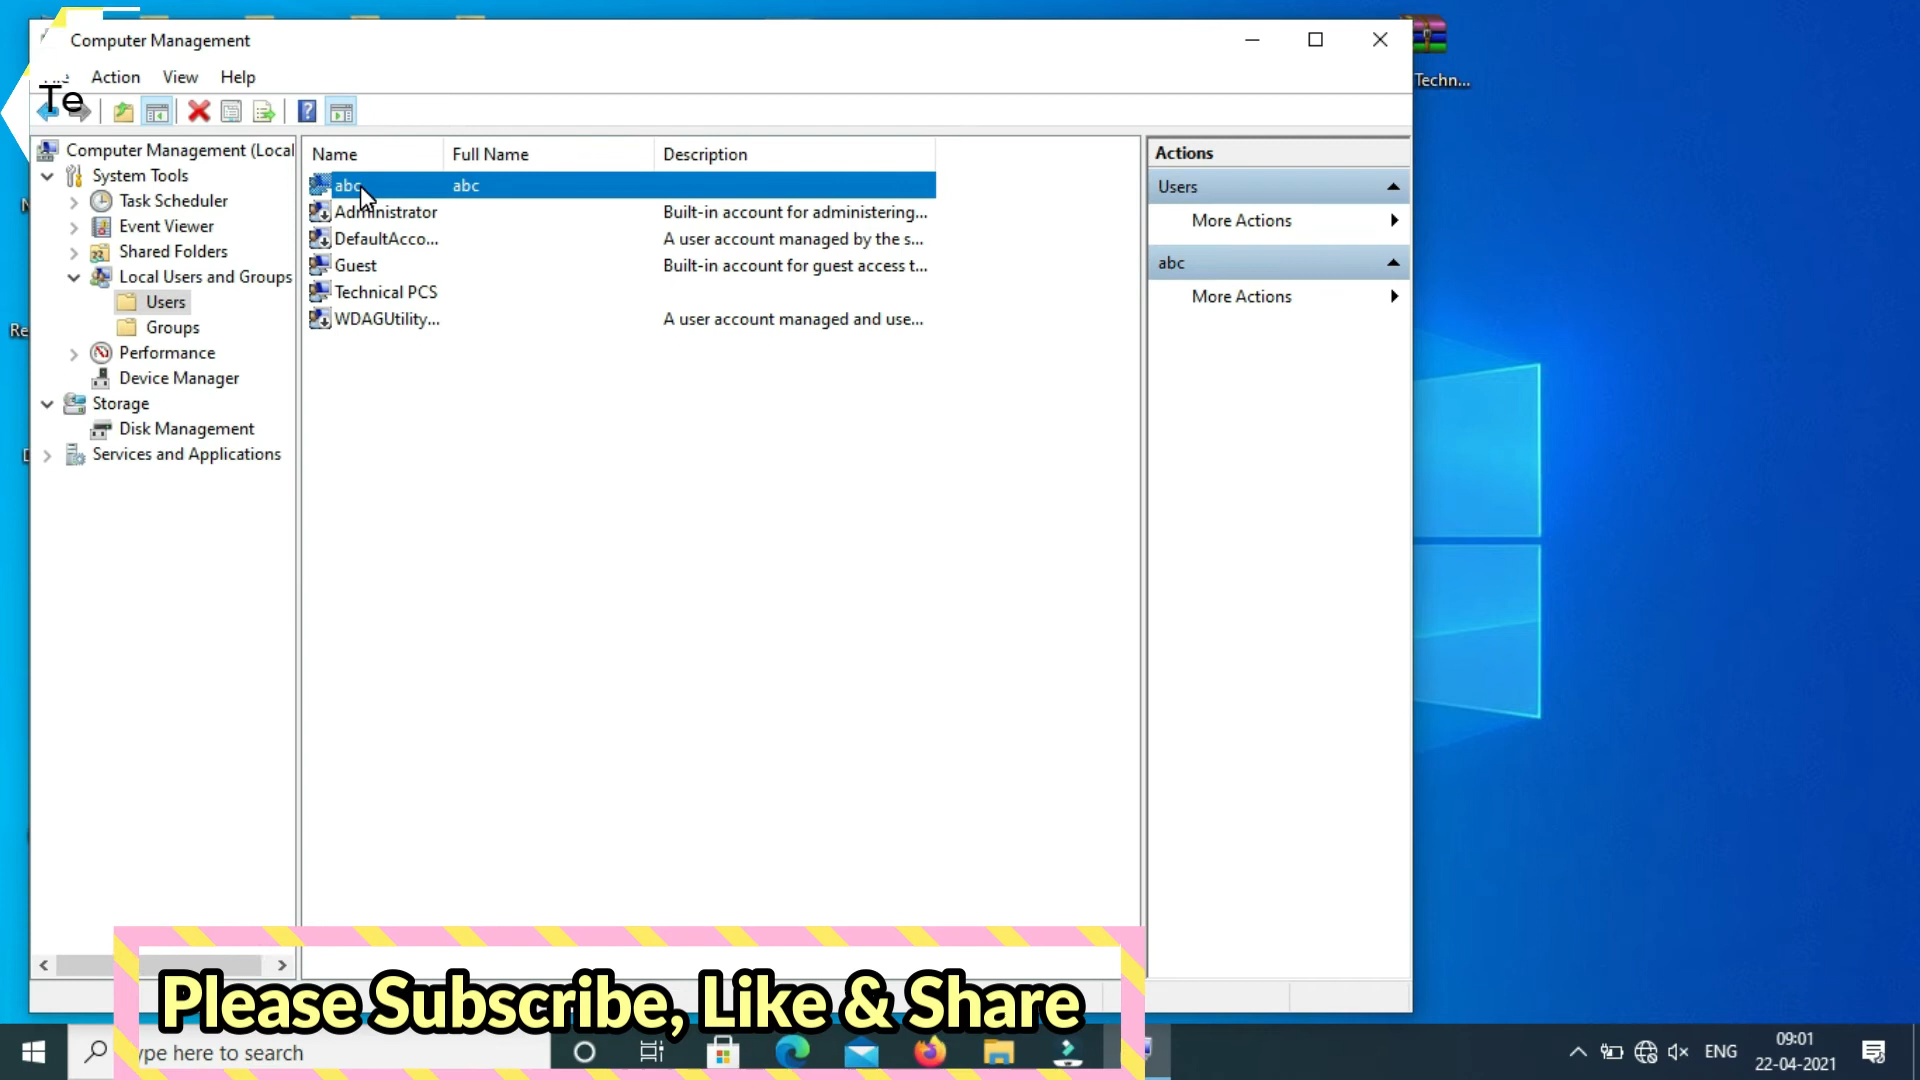 Computer Management
Action View Help
Te
Computer Management (Local
System Tools
Task Scheduler
Event Viewer
Shared Folders
Local Users and Groups
Users
Groups
Performance
Device Manager
Storage
Disk Management
Services and Applications
Name Full Name Description
abc abc
Administrator Built-in account for administering...
DefaultAcco... A user account managed by the s...
Guest Built-in account for guest access t...
Technical PCS
WDAGUtility... A user account managed and use...
Actions
Users
More Actions
abc
More Actions
Techn...
Please Subscribe, Like & Share
ype here to search
ENG
09:01
22-04-2021